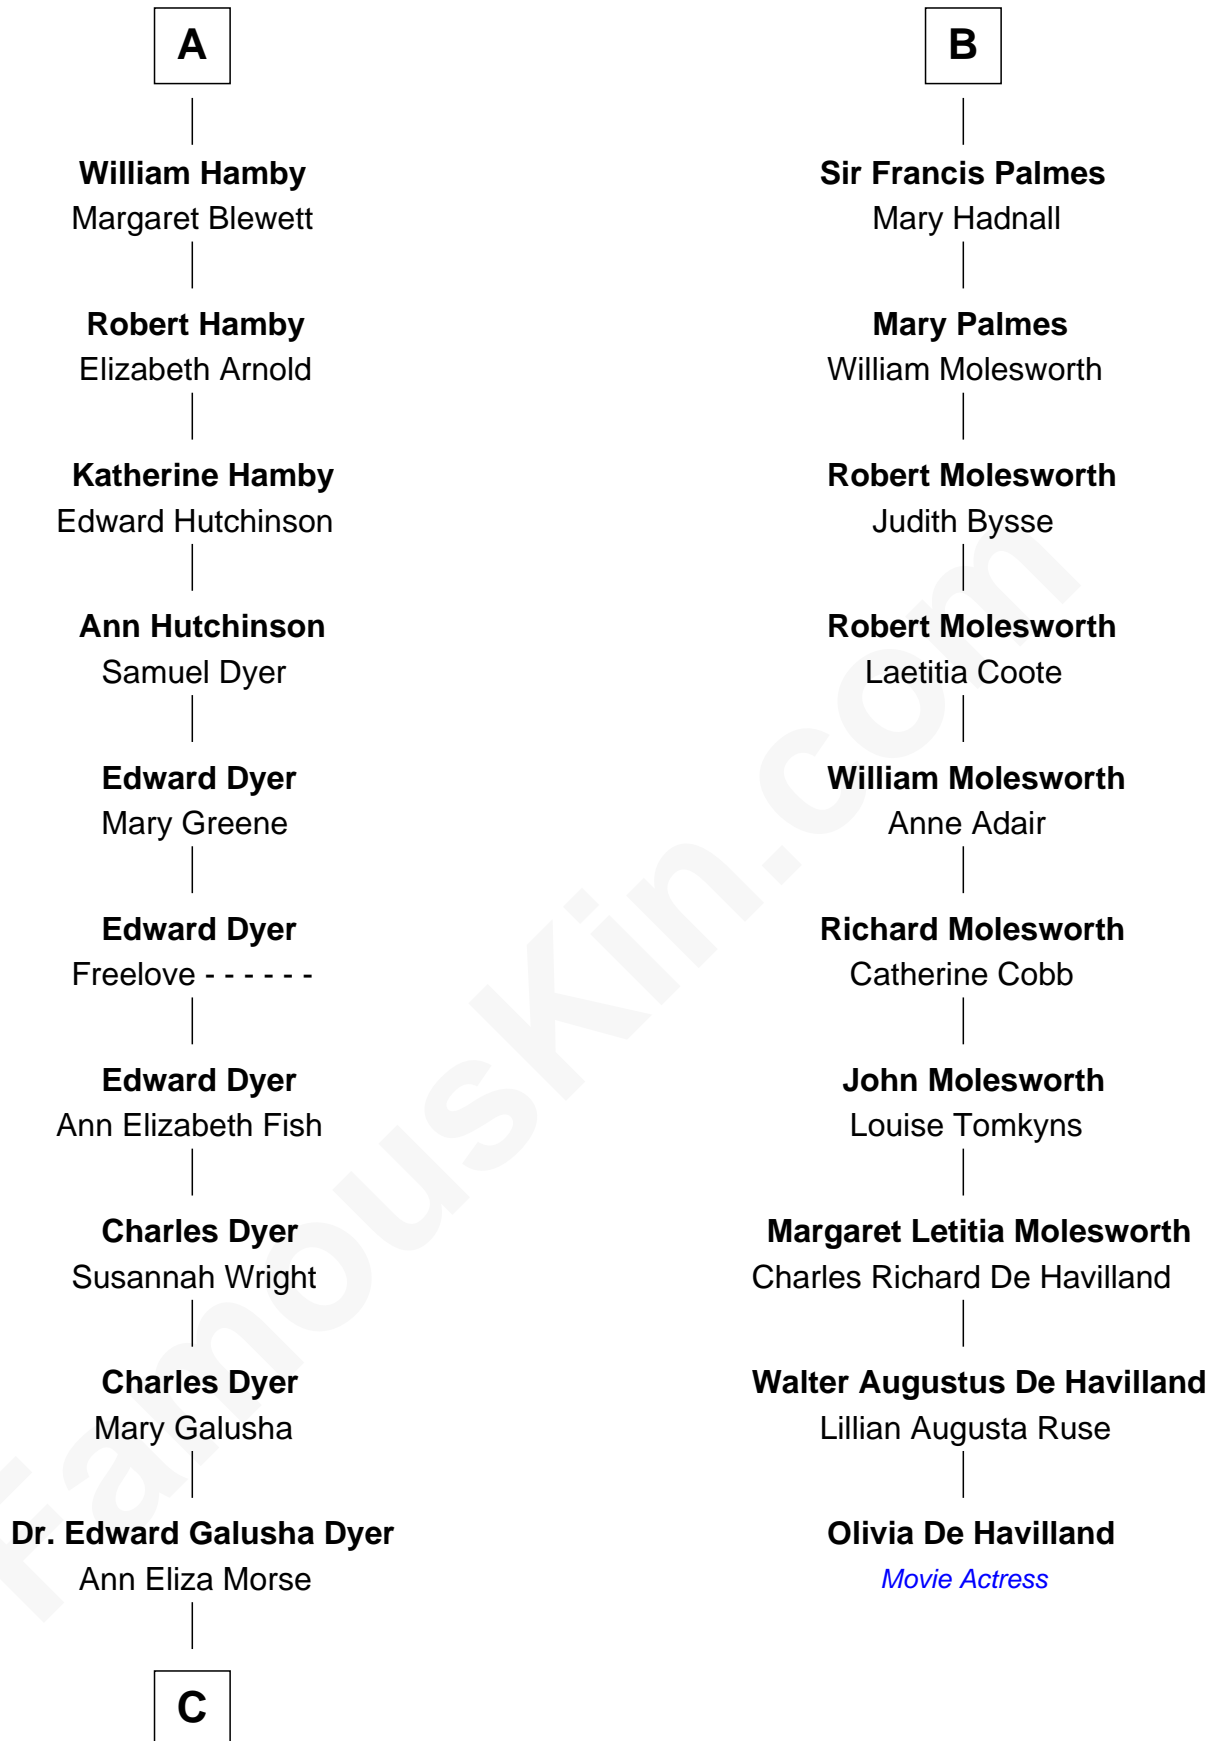 A
William Hamby
Margaret Blewett
Robert Hamby
Elizabeth Arnold
Katherine Hamby
Edward Hutchinson
Ann Hutchinson
Samuel Dyer
Edward Dyer
Mary Greene
Edward Dyer
Freelove - - - - - -
Edward Dyer
Ann Elizabeth Fish
Charles Dyer
Susannah Wright
Charles Dyer
Mary Galusha
Dr. Edward Galusha Dyer
Ann Eliza Morse
C
B
Sir Francis Palmes
Mary Hadnall
Mary Palmes
William Molesworth
Robert Molesworth
Judith Bysse
Robert Molesworth
Laetitia Coote
William Molesworth
Anne Adair
Richard Molesworth
Catherine Cobb
John Molesworth
Louise Tomkyns
Margaret Letitia Molesworth
Charles Richard De Havilland
Walter Augustus De Havilland
Lillian Augusta Ruse
Olivia De Havilland
Movie Actress
FamousKin.com